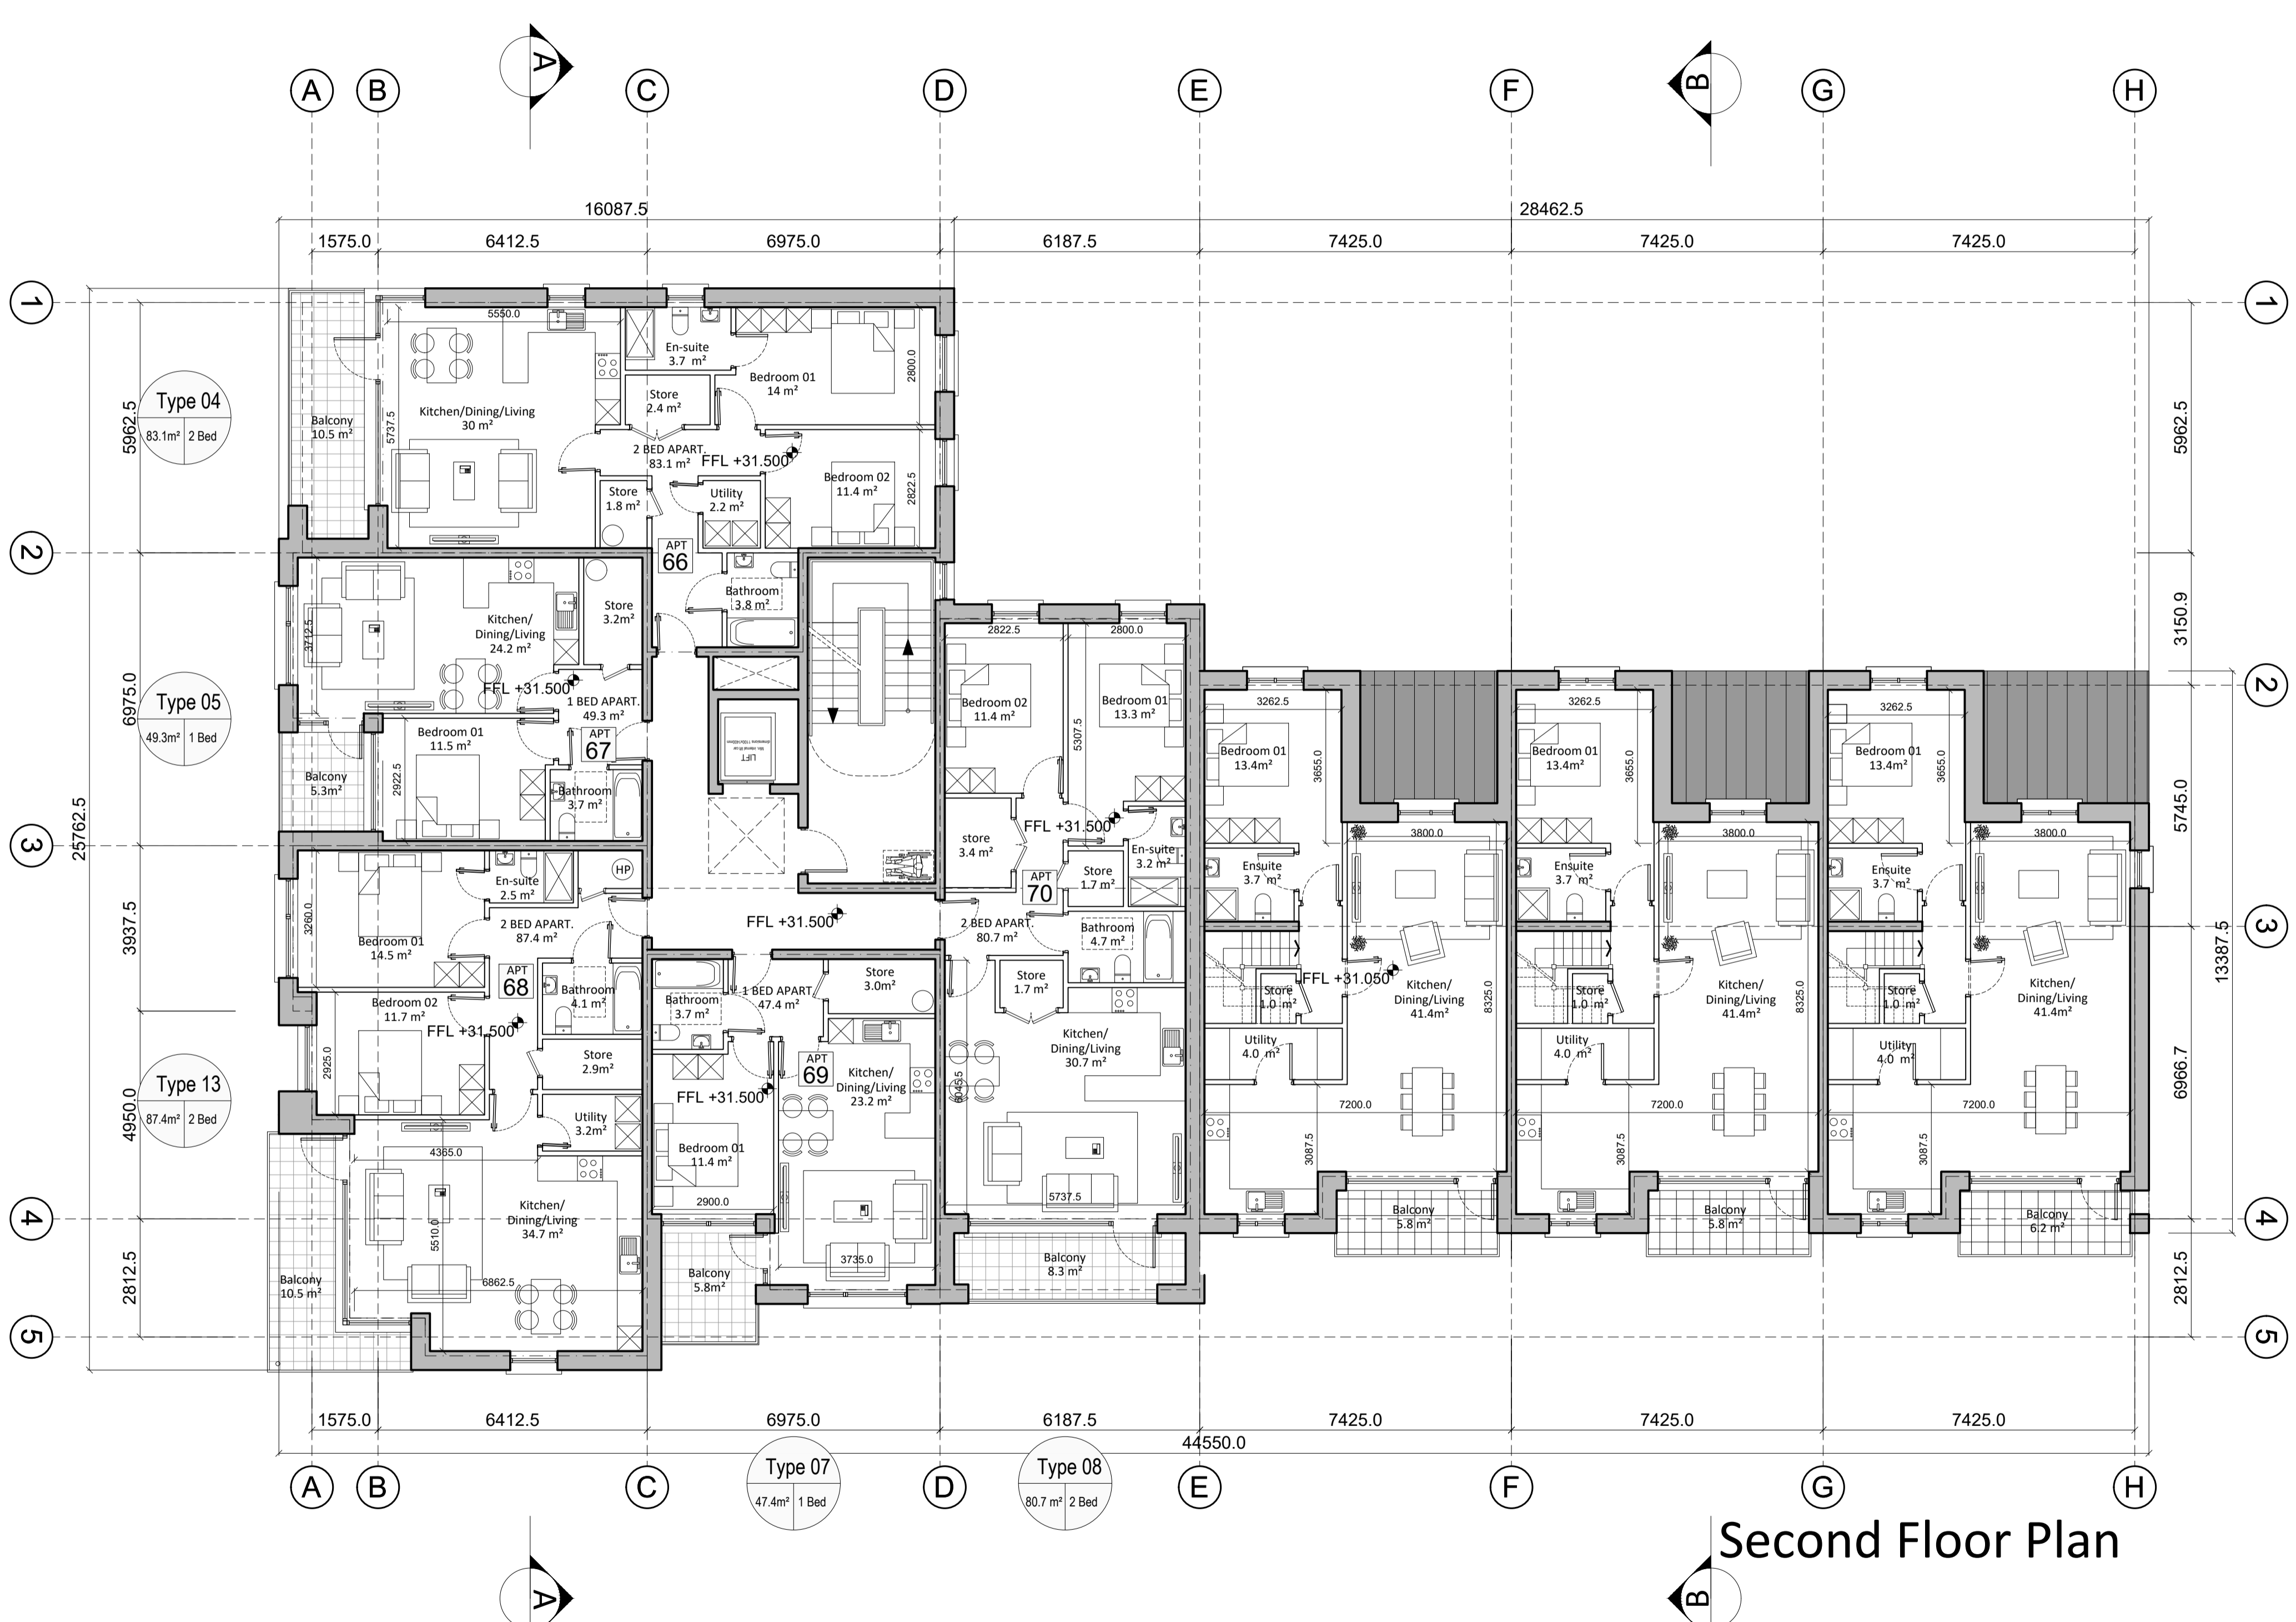 A
B
A B C D E F G H
16087.5
28462.5
1575.0 6412.5 6975.0 6187.5 7425.0 7425.0 7425.0
1
1
5962.5
6975.0
3937.5
4950.0
2812.5
25762.5
2
3
4
5
Type 04
83.1m² 2 Bed
Type 05
49.3m² 1 Bed
Type 13
87.4m² 2 Bed
Balcony
10.5 m²
5550.0
5737.5
Kitchen/Dining/Living
30 m²
En-suite
3.7 m²
Store
2.4 m²
Bedroom 01
14 m²
2800.0
2 BED APART.
83.1 m²
FFL +31.500
Bedroom 02
11.4 m²
2822.5
Store
1.8 m²
Utility
2.2 m²
APT
66
Bathroom
3.8 m²
3712.5
Kitchen/
Dining/Living
24.2 m²
Store
3.2m²
FFL +31.500
1 BED APART.
49.3 m²
APT
67
Bedroom 01
11.5 m²
2922.5
Balcony
5.3m²
Bathroom
3.7 m²
LIFT
3260.0
Bedroom 01
14.5 m²
En-suite
2.5 m²
HP
2 BED APART.
87.4 m²
APT
68
Bathroom
4.1 m²
Bedroom 02
11.7 m²
FFL +31.500
2925.0
Store
2.9m²
Utility
3.2m²
4365.0
5510.0
6862.5
Kitchen/
Dining/Living
34.7 m²
Balcony
10.5 m²
FFL +31.500
Bathroom
3.7 m²
1 BED APART.
47.4 m²
Store
3.0m²
APT
69
FFL +31.500
Kitchen/
Dining/Living
23.2 m²
Bedroom 01
11.4 m²
2900.0
3735.0
Balcony
5.8m²
2822.5
2800.0
Bedroom 02
11.4 m²
Bedroom 01
13.3 m²
5307.5
FFL +31.500
store
3.4 m²
En-suite
3.2 m²
Store
1.7 m²
APT
70
2 BED APART.
80.7 m²
Bathroom
4.7 m²
Store
1.7 m²
Kitchen/
Dining/Living
30.7 m²
6045.5
5737.5
Balcony
8.3 m²
3262.5
Bedroom 01
13.4m²
3655.0
3800.0
Ensuite
3.7 m²
Store
1.0 m²
FFL +31.050
Kitchen/
Dining/Living
41.4m²
8325.0
Utility
4.0 m²
7200.0
3087.5
Balcony
5.8 m²
3262.5
Bedroom 01
13.4m²
3655.0
3800.0
Ensuite
3.7 m²
Store
1.0 m²
Kitchen/
Dining/Living
41.4m²
8325.0
Utility
4.0 m²
7200.0
3087.5
Balcony
5.8 m²
3262.5
Bedroom 01
13.4m²
3655.0
3800.0
Ensuite
3.7 m²
Store
1.0 m²
Kitchen/
Dining/Living
41.4m²
Utility
4.0 m²
7200.0
3087.5
Balcony
6.2 m²
5962.5
3150.9
5745.0
6966.7
2812.5
13387.5
2
3
4
5
1575.0 6412.5 6975.0 6187.5 7425.0 7425.0 7425.0
44550.0
A B C D E F G H
Type 07
47.4m² 1 Bed
Type 08
80.7 m² 2 Bed
Second Floor Plan
A
B